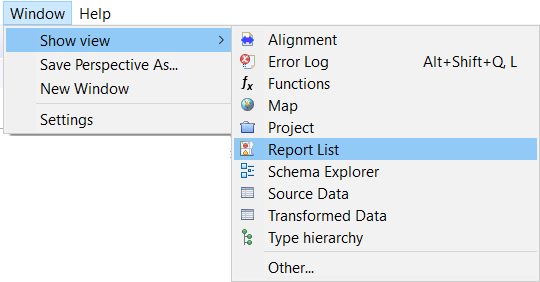 Window Help
Show view
Save Perspective As...
New Window
Settings
Alignment
Error Log Alt+Shift+Q, L
Functions
Map
Project
Report List
Schema Explorer
Source Data
Transformed Data
Type hierarchy
Other...